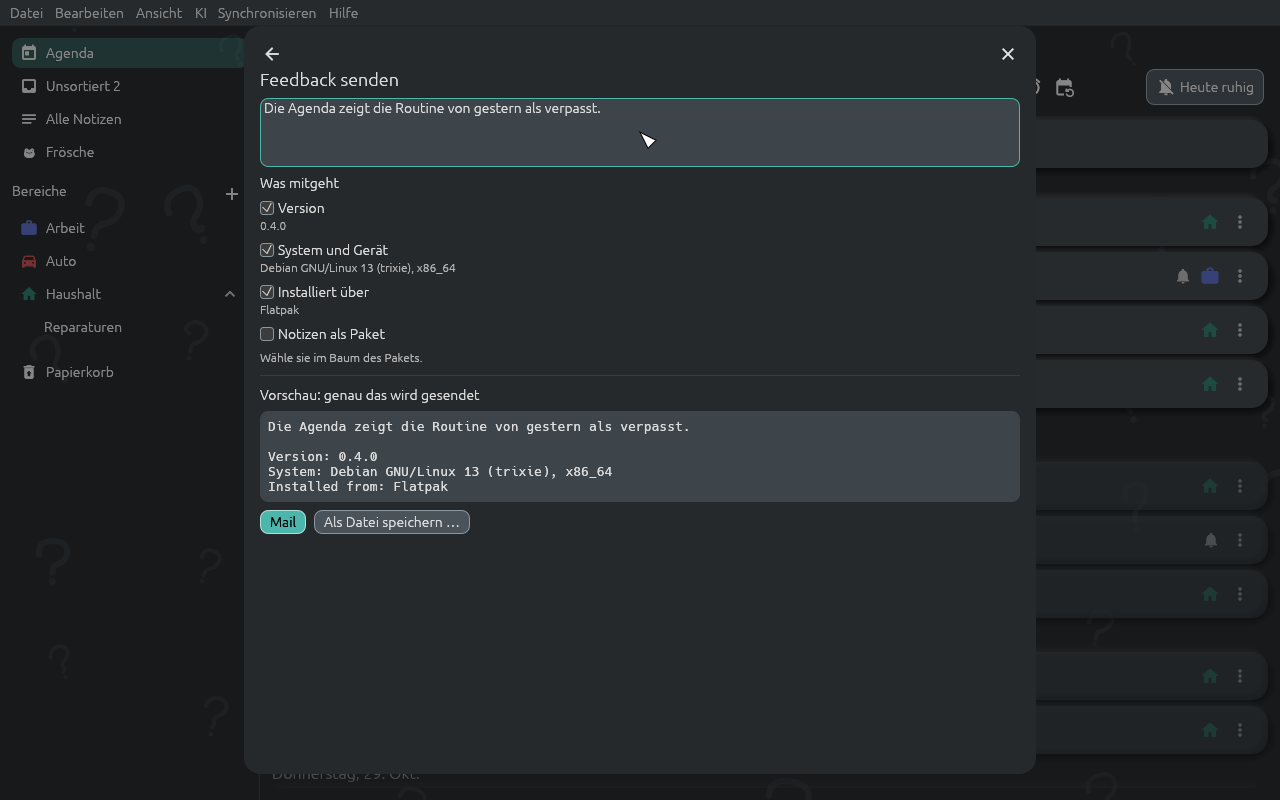 Datei Bearbeiten Ansicht KI Synchronisieren Hilfe
Agenda
Unsortiert 2
Alle Notizen
Frösche
Bereiche
Arbeit
Auto
Haushalt
Reparaturen
Papierkorb
Heute ruhig
Feedback senden
Die Agenda zeigt die Routine von gestern als verpasst.
Was mitgeht
Version
0.4.0
System und Gerät
Debian GNU/Linux 13 (trixie), x86_64
Installiert über
Flatpak
Notizen als Paket
Wähle sie im Baum des Pakets.
Vorschau: genau das wird gesendet
Die Agenda zeigt die Routine von gestern als verpasst.
Version: 0.4.0
System: Debian GNU/Linux 13 (trixie), x86_64
Installed from: Flatpak
Mail
Als Datei speichern ...
Donnerstag, 29. Okt.